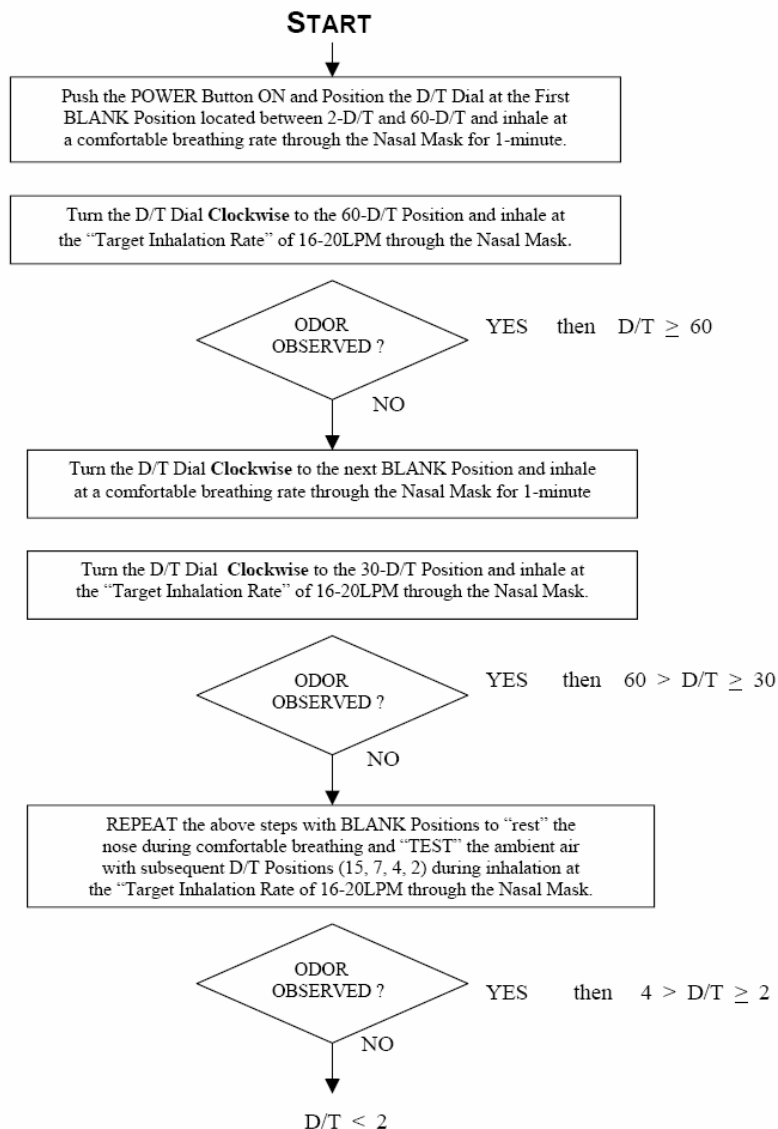 START
Push the POWER Button ON and Position the D/T Dial at the First
BLANK Position located between 2-D/T and 60-D/T and inhale at
a comfortable breathing rate through the Nasal Mask for 1-minute.
Turn the D/T Dial Clockwise to the 60-D/T Position and inhale at
the “Target Inhalation Rate” of 16-20LPM through the Nasal Mask.
ODOR
OBSERVED ?
YES then D/T ≥ 60
NO
Turn the D/T Dial Clockwise to the next BLANK Position and inhale
at a comfortable breathing rate through the Nasal Mask for 1-minute
Turn the D/T Dial Clockwise to the 30-D/T Position and inhale at
the “Target Inhalation Rate” of 16-20LPM through the Nasal Mask.
ODOR
OBSERVED ?
YES then 60 > D/T ≥ 30
NO
REPEAT the above steps with BLANK Positions to “rest” the
nose during comfortable breathing and “TEST” the ambient air
with subsequent D/T Positions (15, 7, 4, 2) during inhalation at
the “Target Inhalation Rate of 16-20LPM through the Nasal Mask.
ODOR
OBSERVED ?
YES then 4 > D/T ≥ 2
NO
D/T < 2